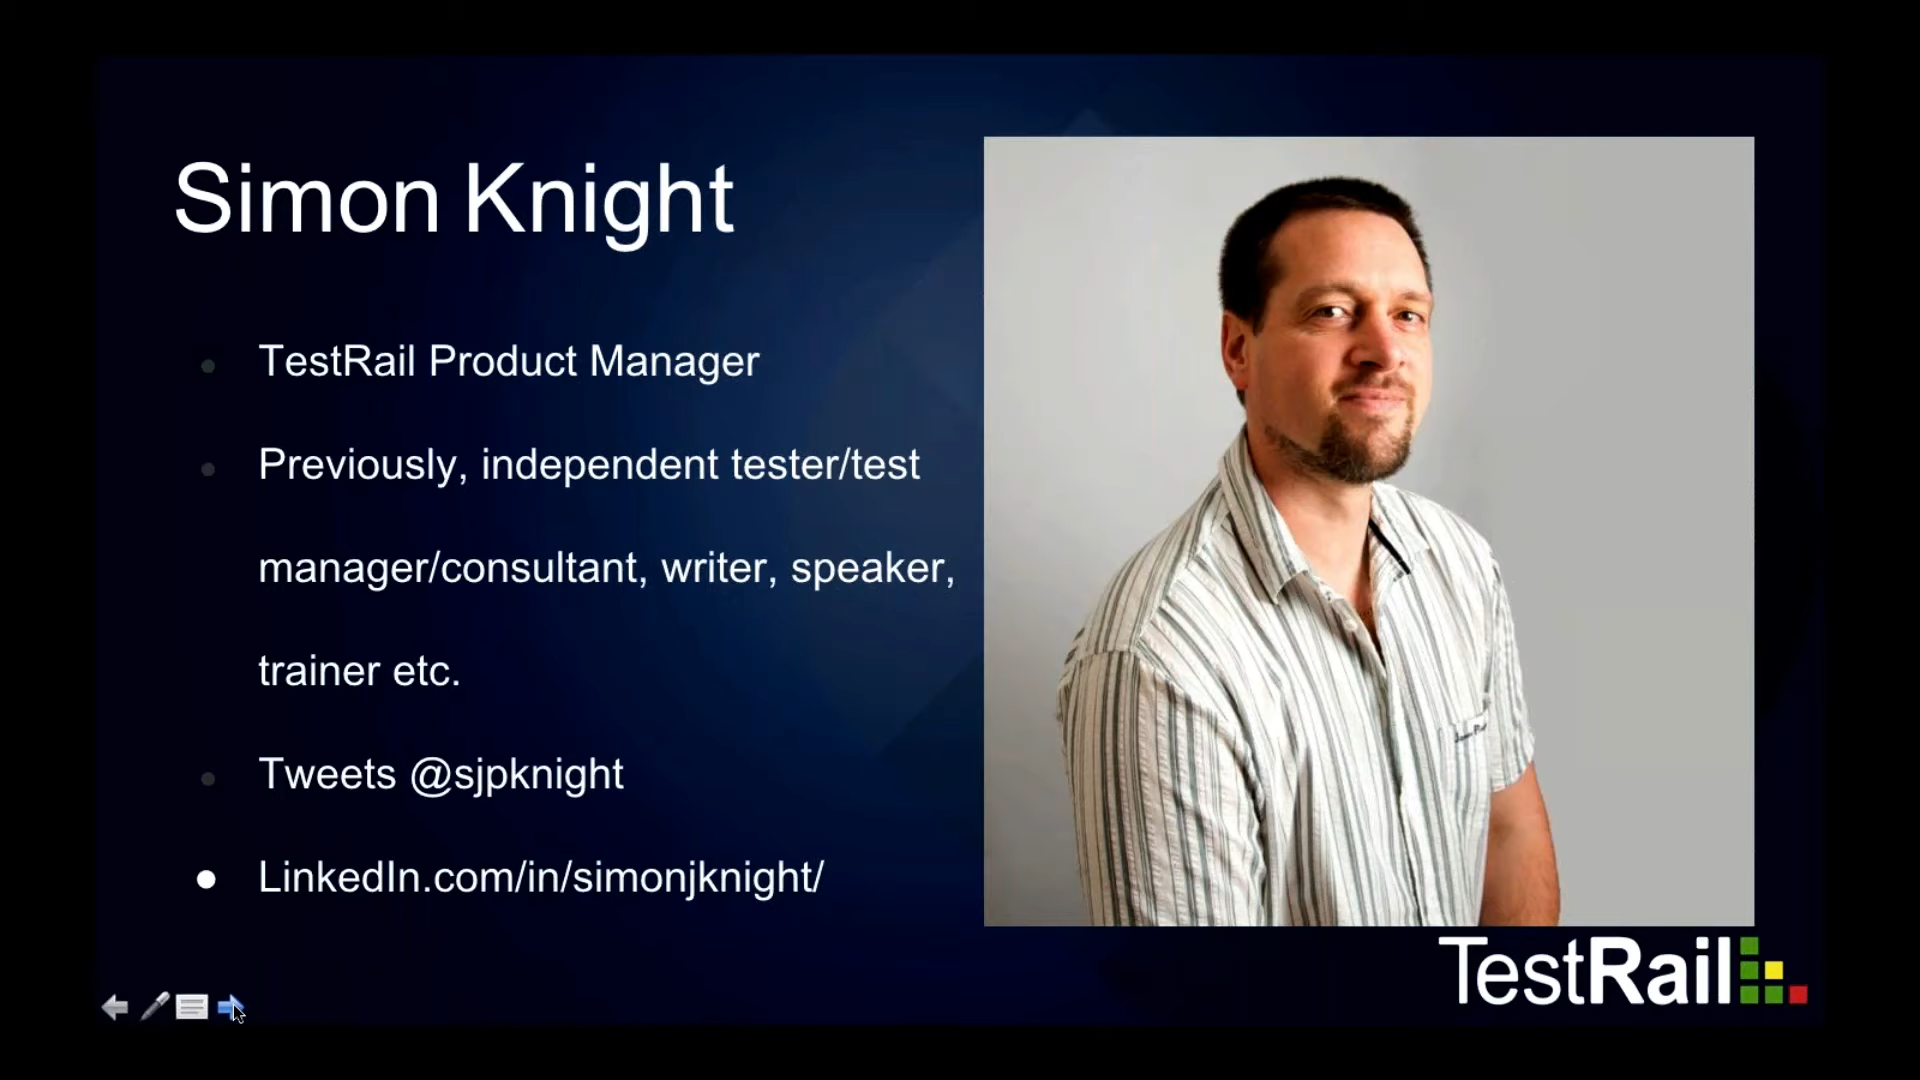 Simon Knight
TestRail Product Manager
Previously, independent tester/test
manager/consultant, writer, speaker,
trainer etc.
Tweets @sjpknight
LinkedIn.com/in/simonjknight/
TestRail